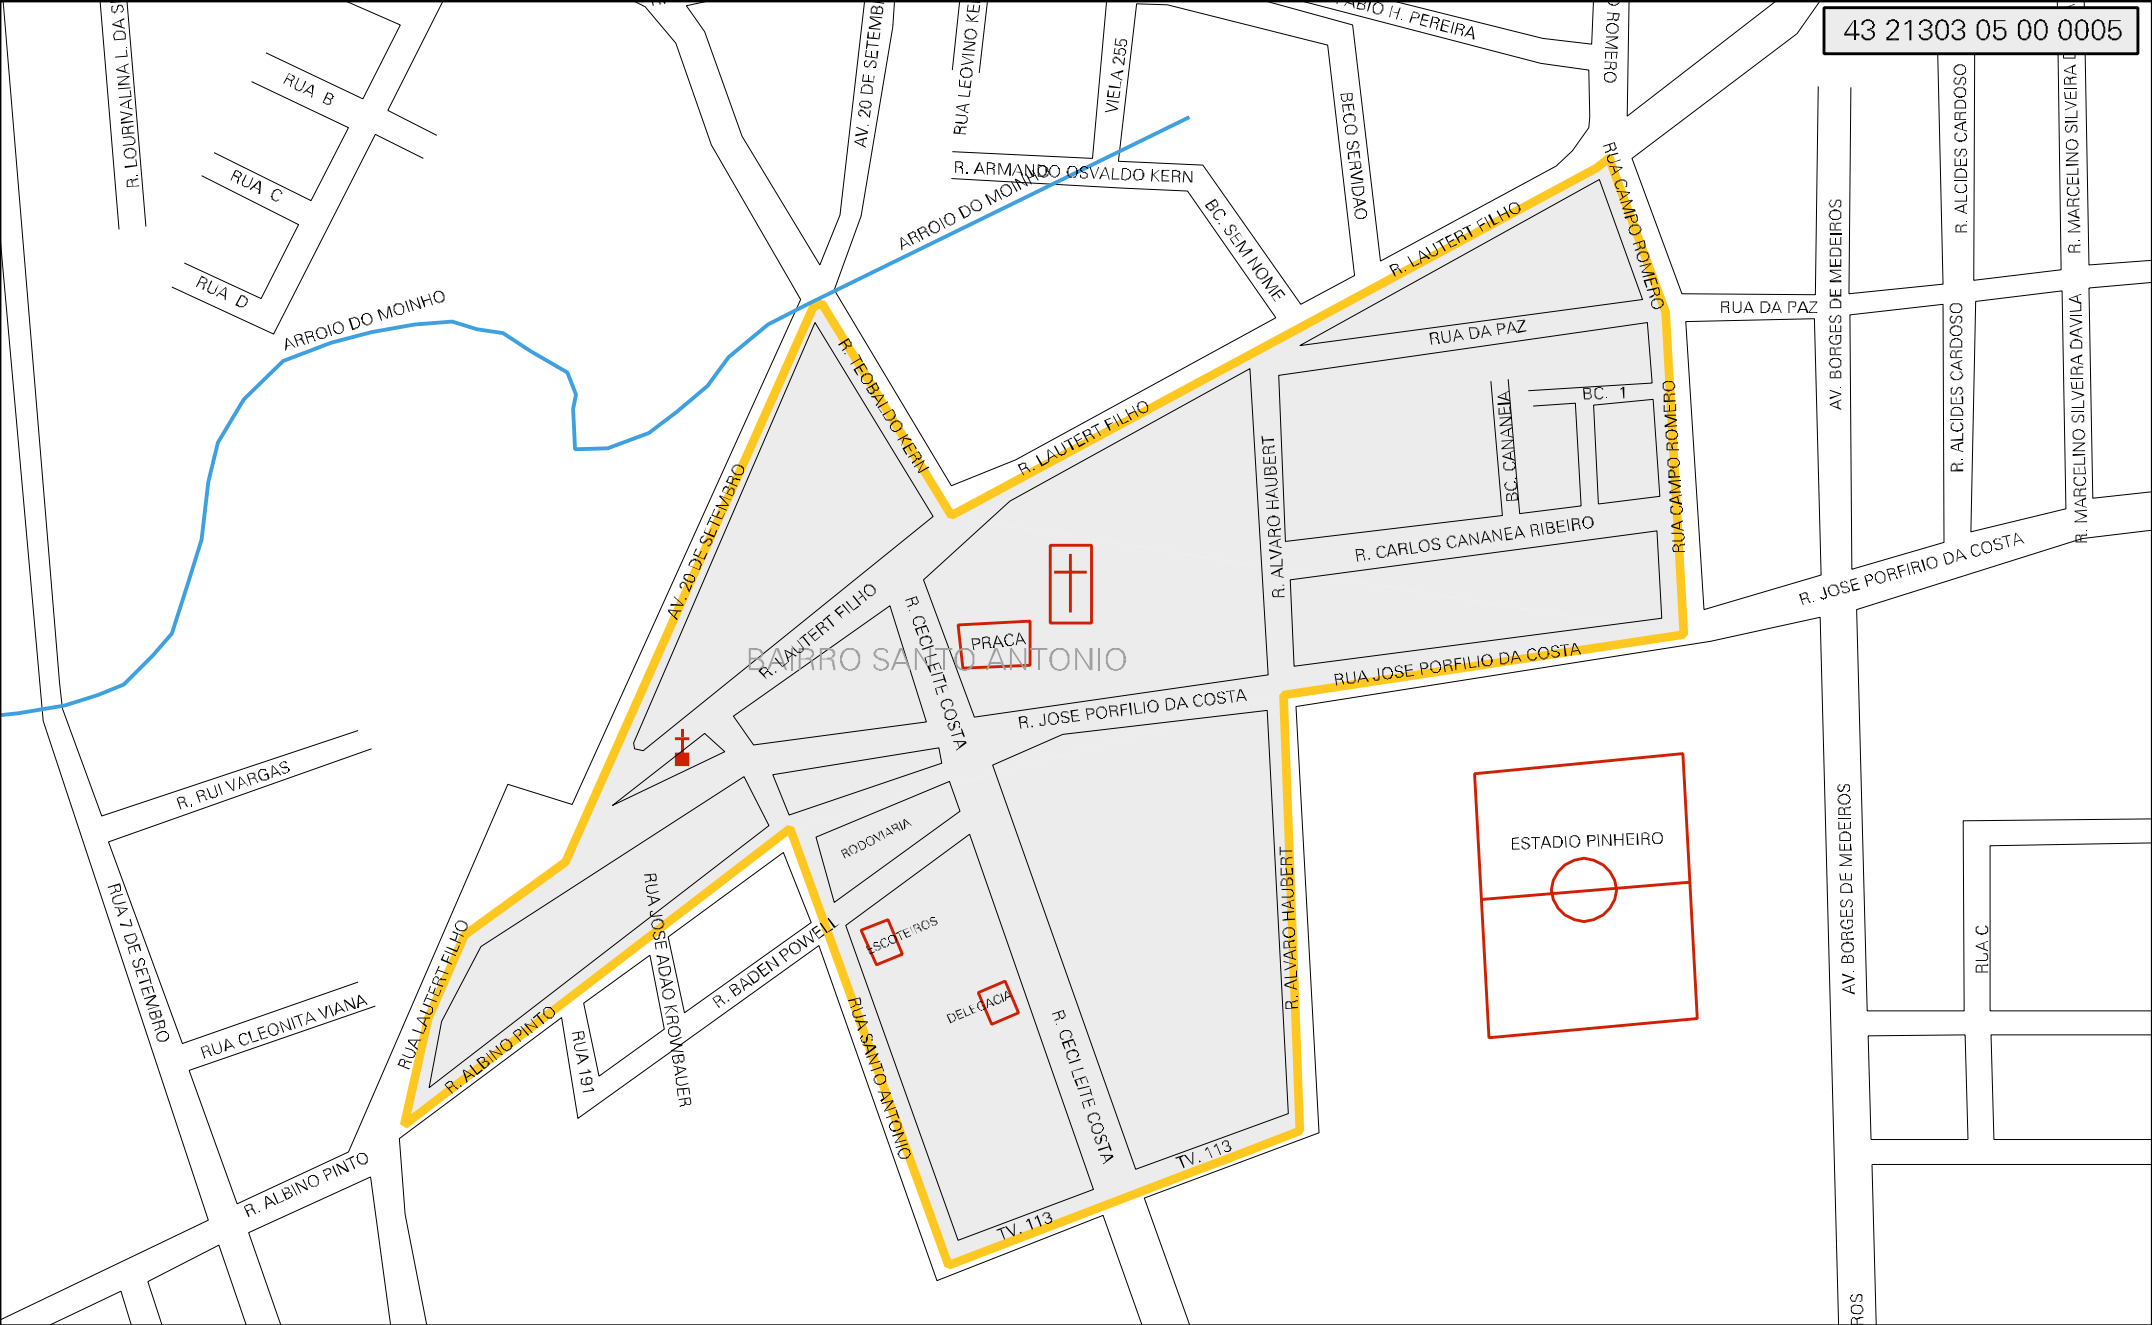 43 21303 05 00 0005
R. LOURIVALINA L. DA S
RUA B
RUA C
RUA D
ARROIO DO MOINHO
AV. 20 DE SETEMB
RUA LEOVINO KE
VIELA 255
R. ARMANDO OSVALDO KERN
ARROIO DO MOINHO
BC. SEM NOME
BECO SERVIDAO
FABIO H. PEREIRA
O ROMERO
RUA CAMPO ROMERO
R. LAUTERT FILHO
RUA DA PAZ
RUA DA PAZ
AV. BORGES DE MEDEIROS
AV. BORGES DE MEDEIROS
R. ALCIDES CARDOSO
R. ALCIDES CARDOSO
R. MARCELINO SILVEIRA D
R. MARCELINO SILVEIRA DAVILA
R. TEOBALDO KERN
R. LAUTERT FILHO
AV. 20 DE SETEMBRO
BC. 1
BC. CANANEIA
R. CARLOS CANANEA RIBEIRO
R. ALVARO HAUBERT
RUA CAMPO ROMERO
R. JOSE PORFIRIO DA COSTA
RUA JOSE PORFILIO DA COSTA
R. JOSE PORFILIO DA COSTA
PRACA
BAIRRO SANTO ANTONIO
R. LAUTERT FILHO
R. CECI LEITE COSTA
R. RUI VARGAS
RUA 7 DE SETEMBRO
RUA CLEONITA VIANA
RUA LAUTERT FILHO
R. ALBINO PINTO
R. ALBINO PINTO
RUA 191
RUA JOSE ADAO KROWBAUER
R. BADEN POWELL
RODOVIARIA
ESCOTEIROS
DELEGACIA
RUA SANTO ANTONIO
R. CECI LEITE COSTA
TV. 113
TV. 113
R. ALVARO HAUBERT
ESTADIO PINHEIRO
AV. BORGES DE MEDEIROS
RUA C
ROS